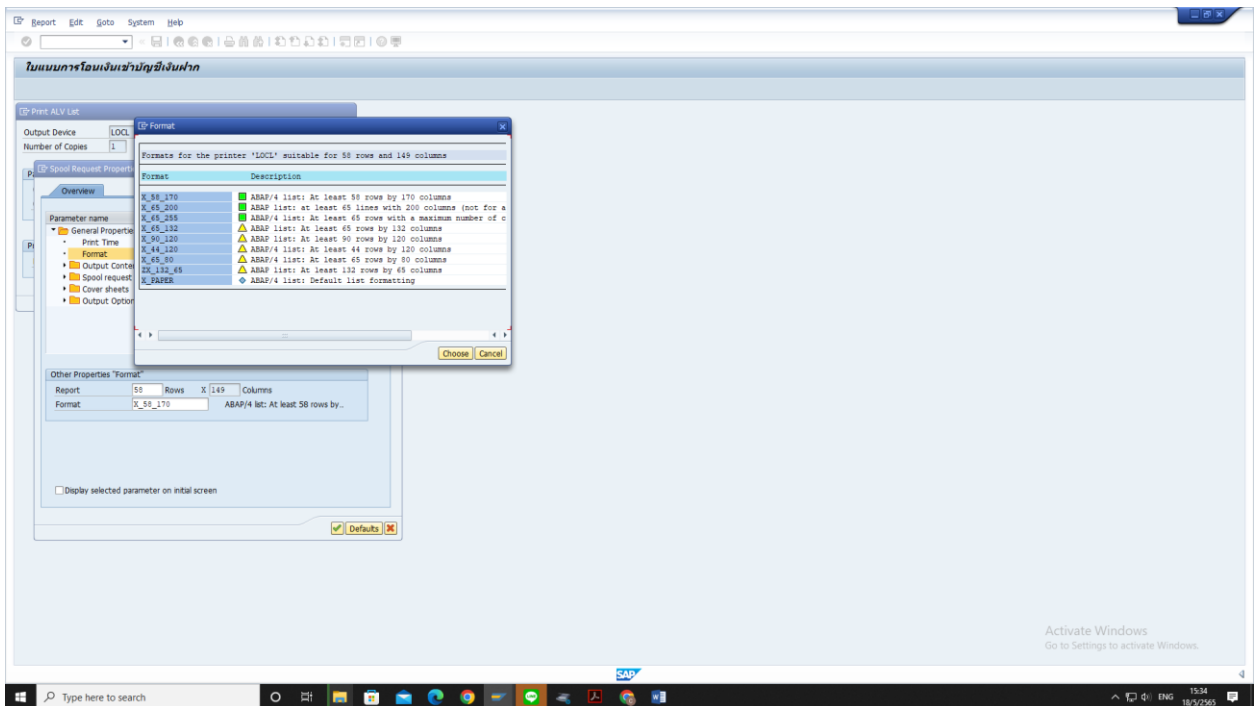 Report Edit Goto System Help
ใบแนบการโอนเงินเข้าบัญชีเงินฝาก
Print ALV List
Output Device LOCL
Number of Copies 1
Format
Formats for the printer 'LOCL' suitable for 58 rows and 149 columns
Format Description
X_58_170 ABAP/4 list: At least 58 rows by 170 columns
X_65_200 ABAP list: at least 65 lines with 200 columns (not for a
X_65_255 ABAP/4 list: At least 65 rows with a maximum number of c
X_65_132 ABAP/4 list: At least 65 rows by 132 columns
X_90_120 ABAP list: At least 90 rows by 120 columns
X_44_120 ABAP/4 list: At least 44 rows by 120 columns
X_65_80 ABAP/4 list: At least 65 rows by 80 columns
ZX_132_65 ABAP list: At least 132 rows by 65 columns
X_PAPER ABAP/4 list: Default list formatting
Choose Cancel
Spool Request Properti
Overview
Parameter name
General Propertie
Print Time
Format
Output Conte
Spool request
Cover sheets
Output Option
Other Properties "Format"
Report 58 Rows X 149 Columns
Format X_58_170 ABAP/4 list: At least 58 rows by...
Display selected parameter on initial screen
Defaults
Activate Windows
Go to Settings to activate Windows.
SAP
Type here to search
ENG
15:34
18/5/2565